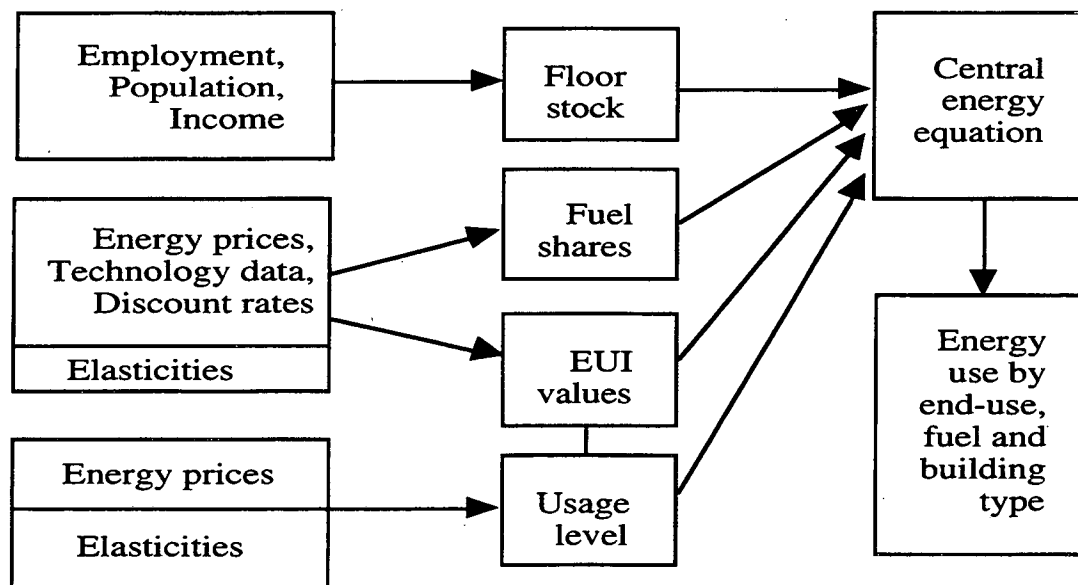 Employment,
Population,
Income
Floor
stock
Central
energy
equation
Energy prices,
Technology data,
Discount rates
Elasticities
Fuel
shares
EUI
values
Energy
use by
end-use,
fuel and
building
type
Energy prices
Elasticities
Usage
level